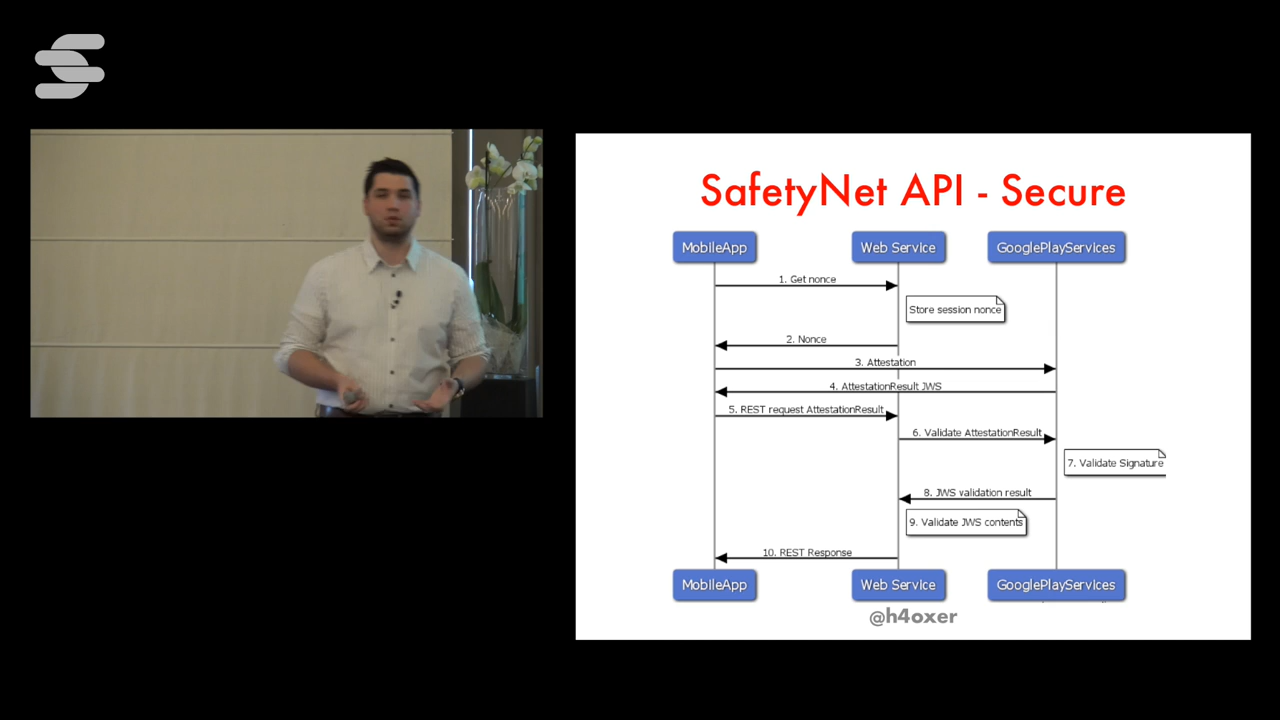 SafetyNet API - Secure
MobileApp
Web Service
GooglePlayServices
1. Get nonce
Store session nonce
2. Nonce
3. Attestation
4. AttestationResult JWS
5. REST request AttestationResult
6. Validate AttestationResult
7. Validate Signature
8. JWS validation result
9. Validate JWS contents
10. REST Response
MobileApp
Web Service
GooglePlayServices
@h4oxer